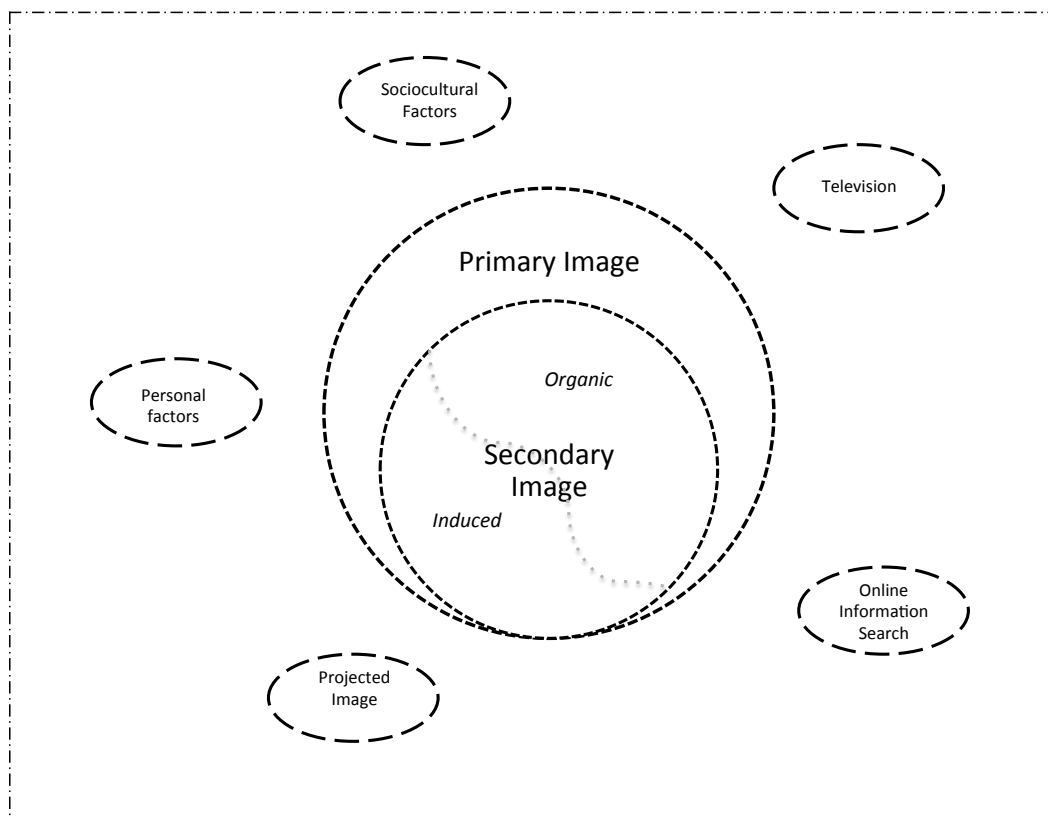 Sociocultural
Factors
Television
Primary Image
Organic
Personal
factors
Secondary
Image
Induced
Online
Information
Search
Projected
Image